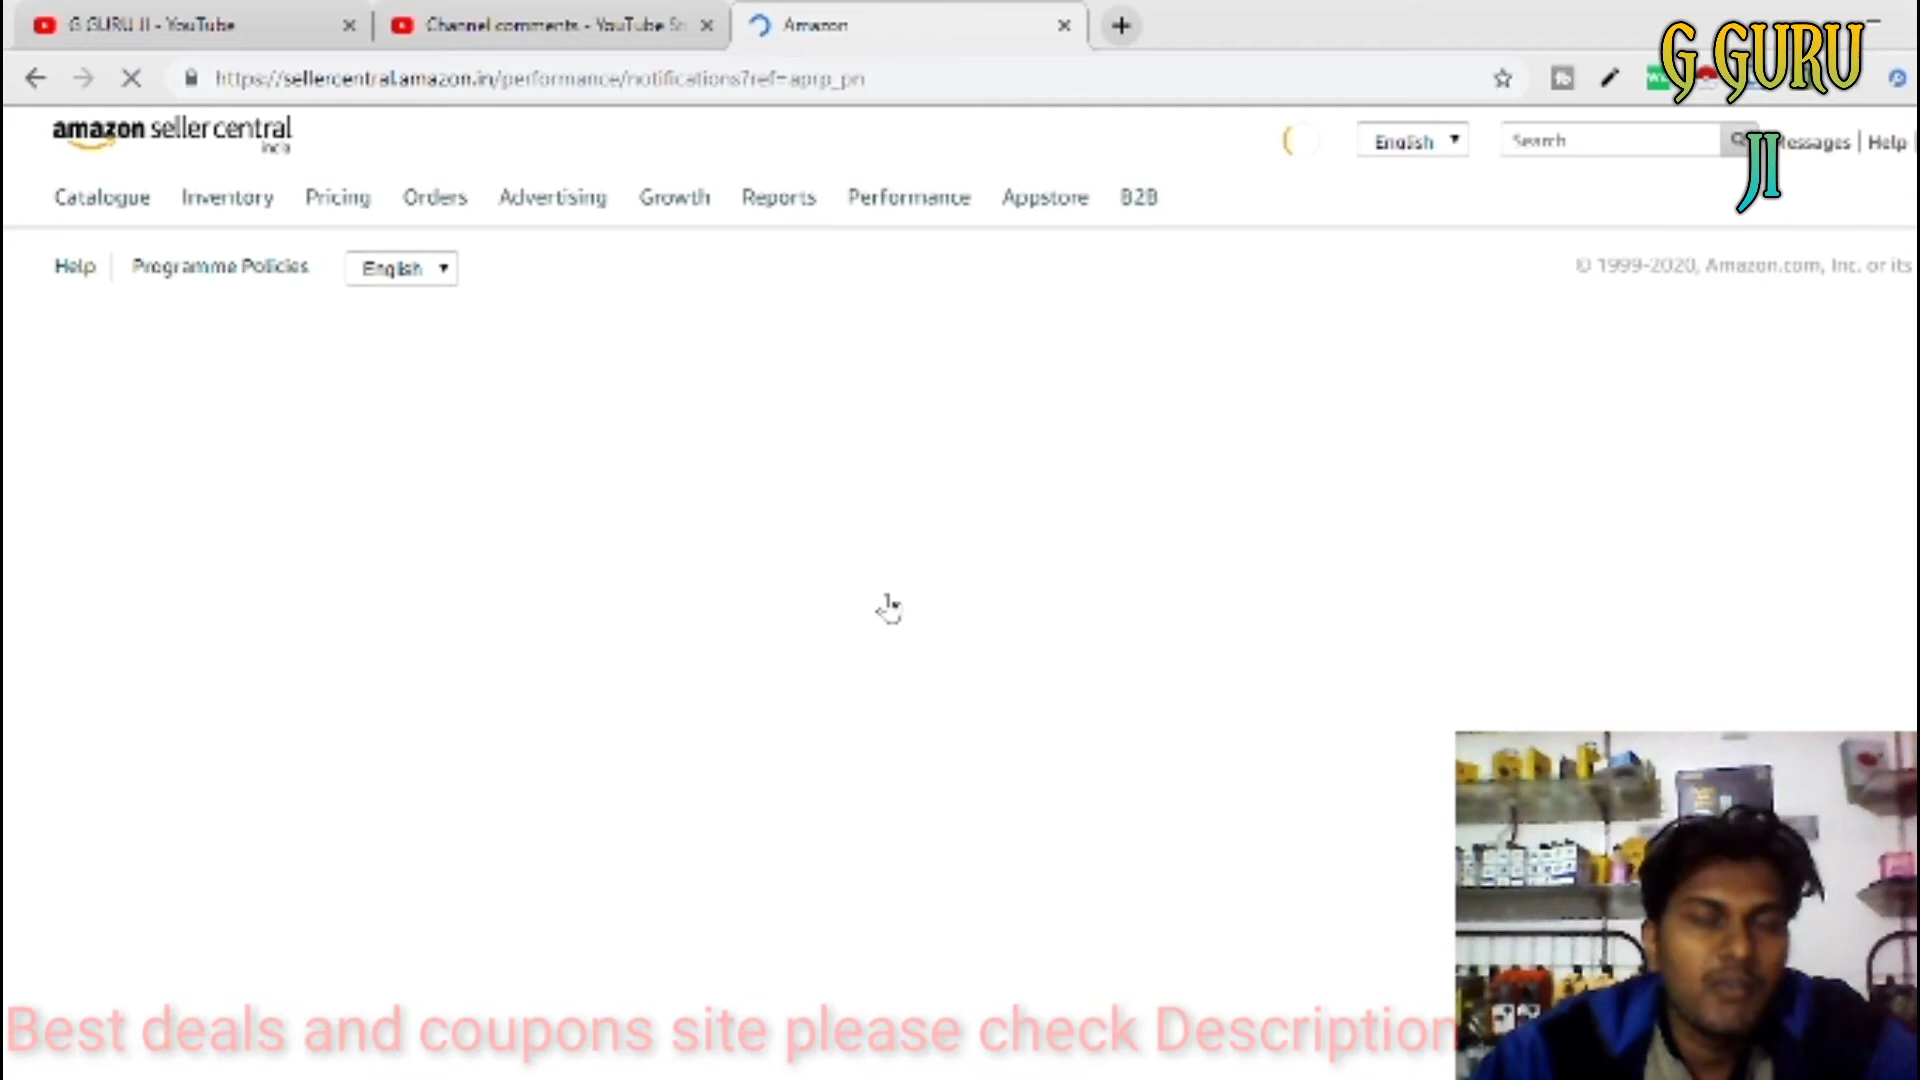 G GURU JI - YouTube
Channel comments - YouTube St
Amazon
G GURU
JI
https://sellercentral.amazon.in/performance/notifications?ref=aprp_pn
amazon seller central
india
English
Search
Messages | Help
Catalogue Inventory Pricing Orders Advertising Growth Reports Performance Appstore B2B
Help Programme Policies English
© 1999-2020, Amazon.com, Inc. or its
Best deals and coupons site please check Description